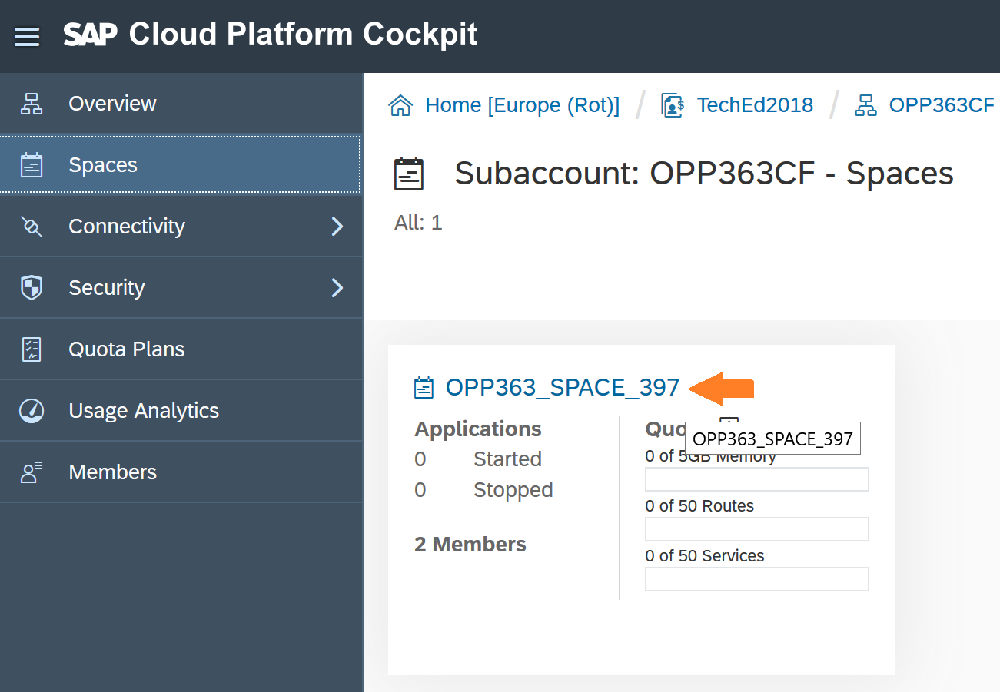 SAP Cloud Platform Cockpit
Overview
Spaces
Connectivity
Security
Quota Plans
Usage Analytics
Members
Home [Europe (Rot)] / TechEd2018 / OPP363CF
Subaccount: OPP363CF - Spaces
All: 1
OPP363_SPACE_397
Applications
0 Started
0 Stopped
2 Members
Quo
OPP363_SPACE_397
0 of 5GB Memory
0 of 50 Routes
0 of 50 Services